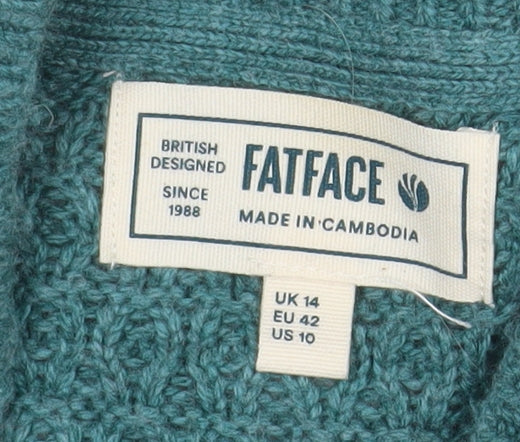 BRITISH
DESIGNED
SINCE
1988
FATFACE
MADE IN CAMBODIA
UK 14
EU 42
US 10